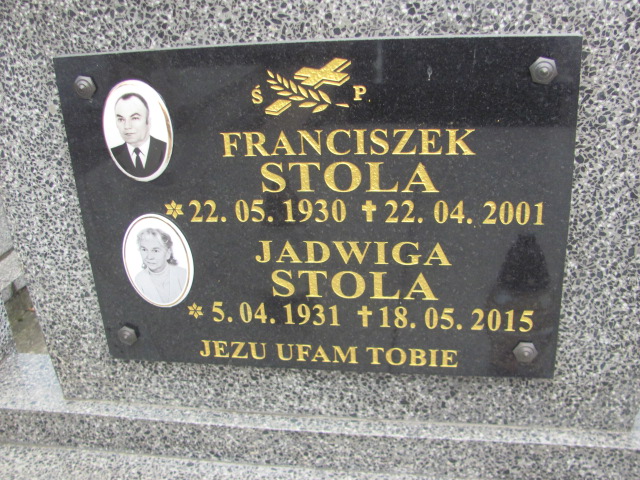 Ś P
FRANCISZEK
STOLA
* 22. 05. 1930 ✝ 22. 04. 2001
JADWIGA
STOLA
* 5. 04. 1931 ✝ 18. 05. 2015
JEZU UFAM TOBIE